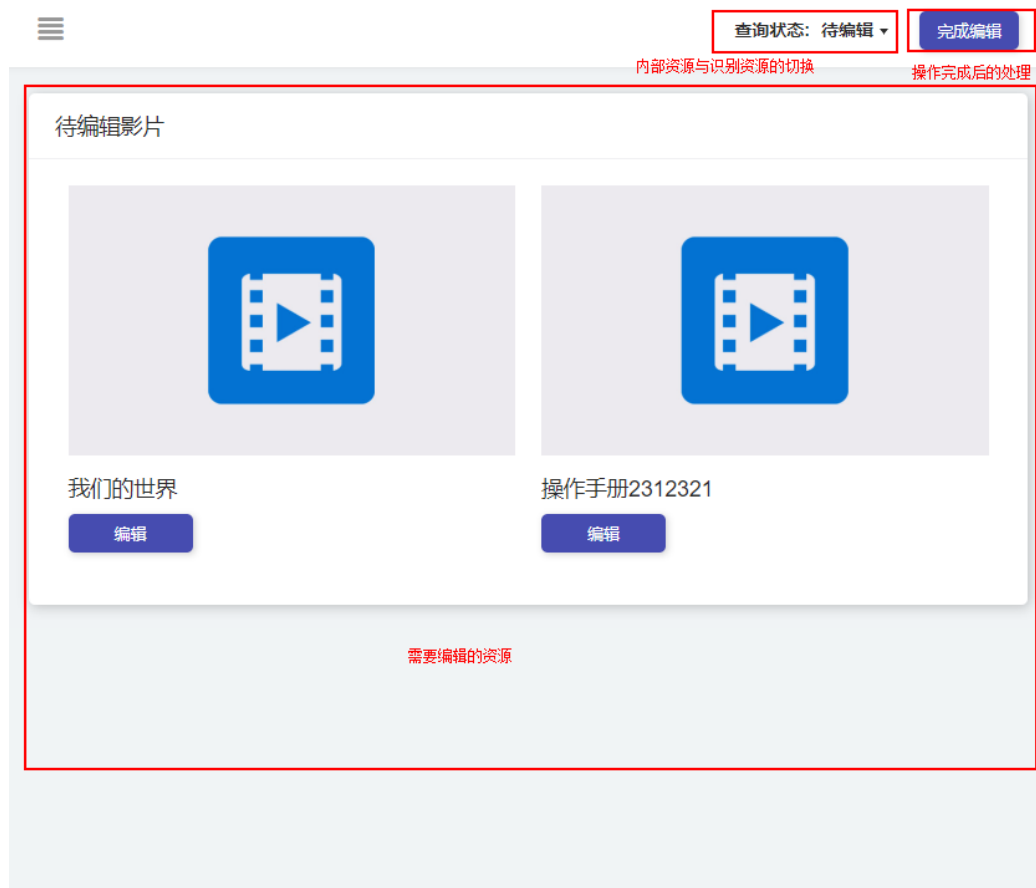 查询状态：待编辑
完成编辑
内部资源与识别资源的切换
操作完成后的处理
待编辑影片
我们的世界
操作手册2312321
编辑
编辑
需要编辑的资源